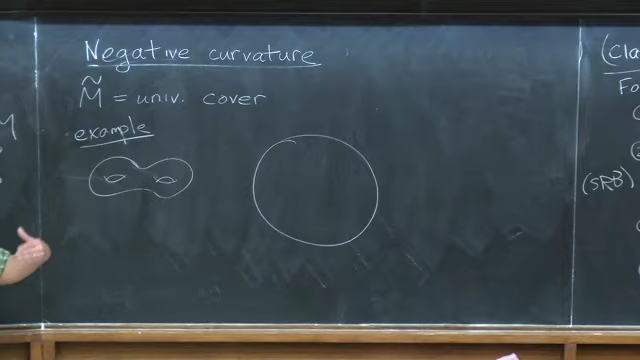 Negative curvature
M̃ = univ. cover
example
M
(Cla
Fo
(SRB)